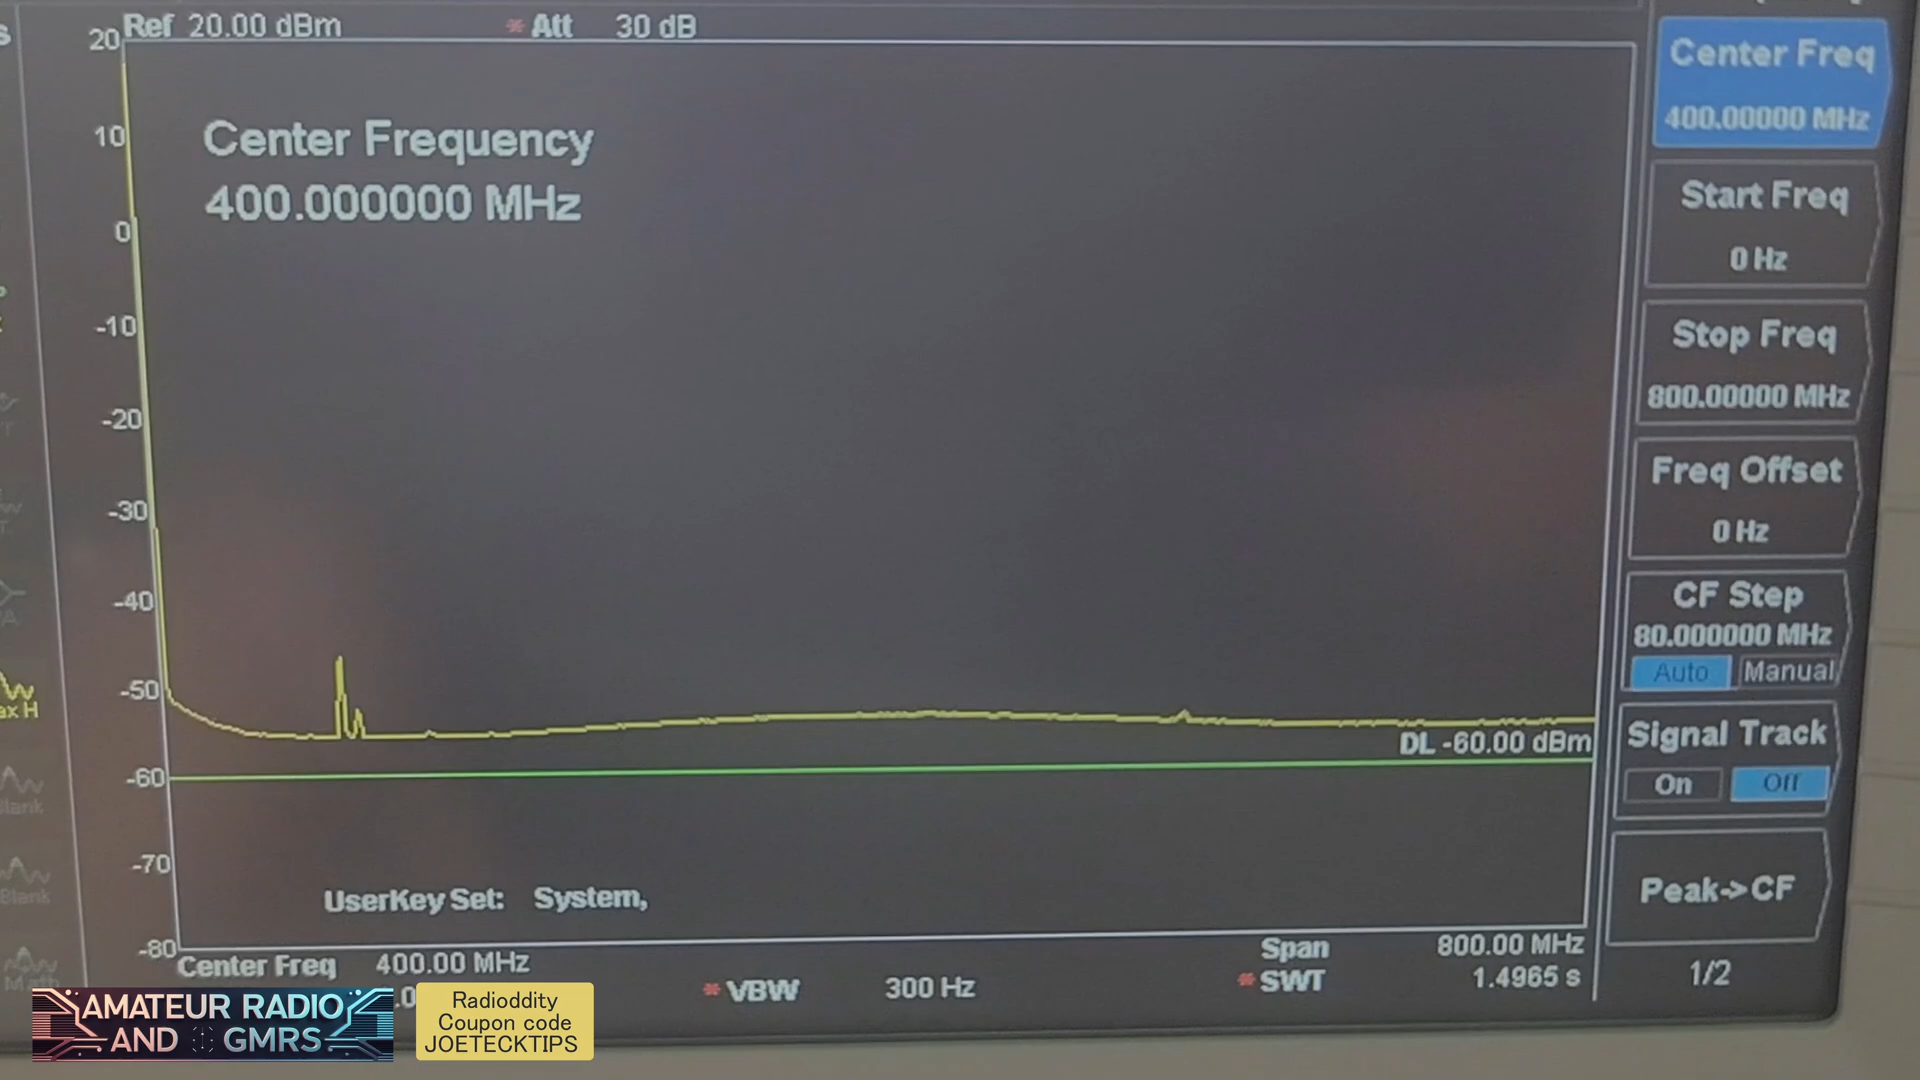 Ref 20.00 dBm * Att 30 dB
20
10
0
-10
-20
-30
-40
-50
-60
-70
-80
Center Frequency
400.000000 MHz
DL -60.00 dBm
UserKey Set: System,
Center Freq 400.00 MHz
Span 800.00 MHz
* VBW 300 Hz
* SWT 1.4965 s
Center Freq
400.00000 MHz
Start Freq
0 Hz
Stop Freq
800.00000 MHz
Freq Offset
0 Hz
CF Step
80.000000 MHz
Auto Manual
Signal Track
On Off
Peak->CF
1/2
Blank
Blank
AMATEUR RADIO
AND GMRS
Radioddity
Coupon code
JOETECKTIPS